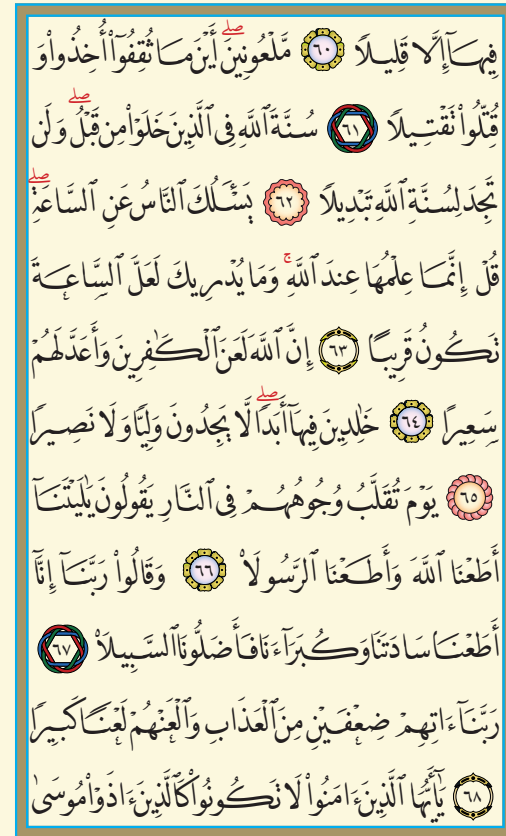 فِيهَآ إِلَّا قَلِيلًا ٦٠ مَّلْعُونِينَ ۖ أَيْنَمَا ثُقِفُوٓا۟ أُخِذُوا۟ وَ
قُتِّلُوا۟ تَقْتِيلًا ٦١ سُنَّةَ ٱللَّهِ فِى ٱلَّذِينَ خَلَوْا۟ مِن قَبْلُ ۖ وَلَن
تَجِدَ لِسُنَّةِ ٱللَّهِ تَبْدِيلًا ٦٢ يَسْـَٔلُكَ ٱلنَّاسُ عَنِ ٱلسَّاعَةِ ۖ
قُلْ إِنَّمَا عِلْمُهَا عِندَ ٱللَّهِ ۚ وَمَا يُدْرِيكَ لَعَلَّ ٱلسَّاعَةَ
تَكُونُ قَرِيبًا ٦٣ إِنَّ ٱللَّهَ لَعَنَ ٱلْكَـٰفِرِينَ وَأَعَدَّ لَهُمْ
سَعِيرًا ٦٤ خَـٰلِدِينَ فِيهَآ أَبَدًا ۖ لَّا يَجِدُونَ وَلِيًّا وَلَا نَصِيرًا
٦٥ يَوْمَ تُقَلَّبُ وُجُوهُهُمْ فِى ٱلنَّارِ يَقُولُونَ يَـٰلَيْتَنَآ
أَطَعْنَا ٱللَّهَ وَأَطَعْنَا ٱلرَّسُولَا۠ ٦٦ وَقَالُوا۟ رَبَّنَآ إِنَّآ
أَطَعْنَا سَادَتَنَا وَكُبَرَآءَنَا فَأَضَلُّونَا ٱلسَّبِيلَا۠ ٦٧
رَبَّنَآ ءَاتِهِمْ ضِعْفَيْنِ مِنَ ٱلْعَذَابِ وَٱلْعَنْهُمْ لَعْنًا كَبِيرًا
٦٨ يَـٰٓأَيُّهَا ٱلَّذِينَ ءَامَنُوا۟ لَا تَكُونُوا۟ كَٱلَّذِينَ ءَاذَوْا۟ مُوسَىٰ